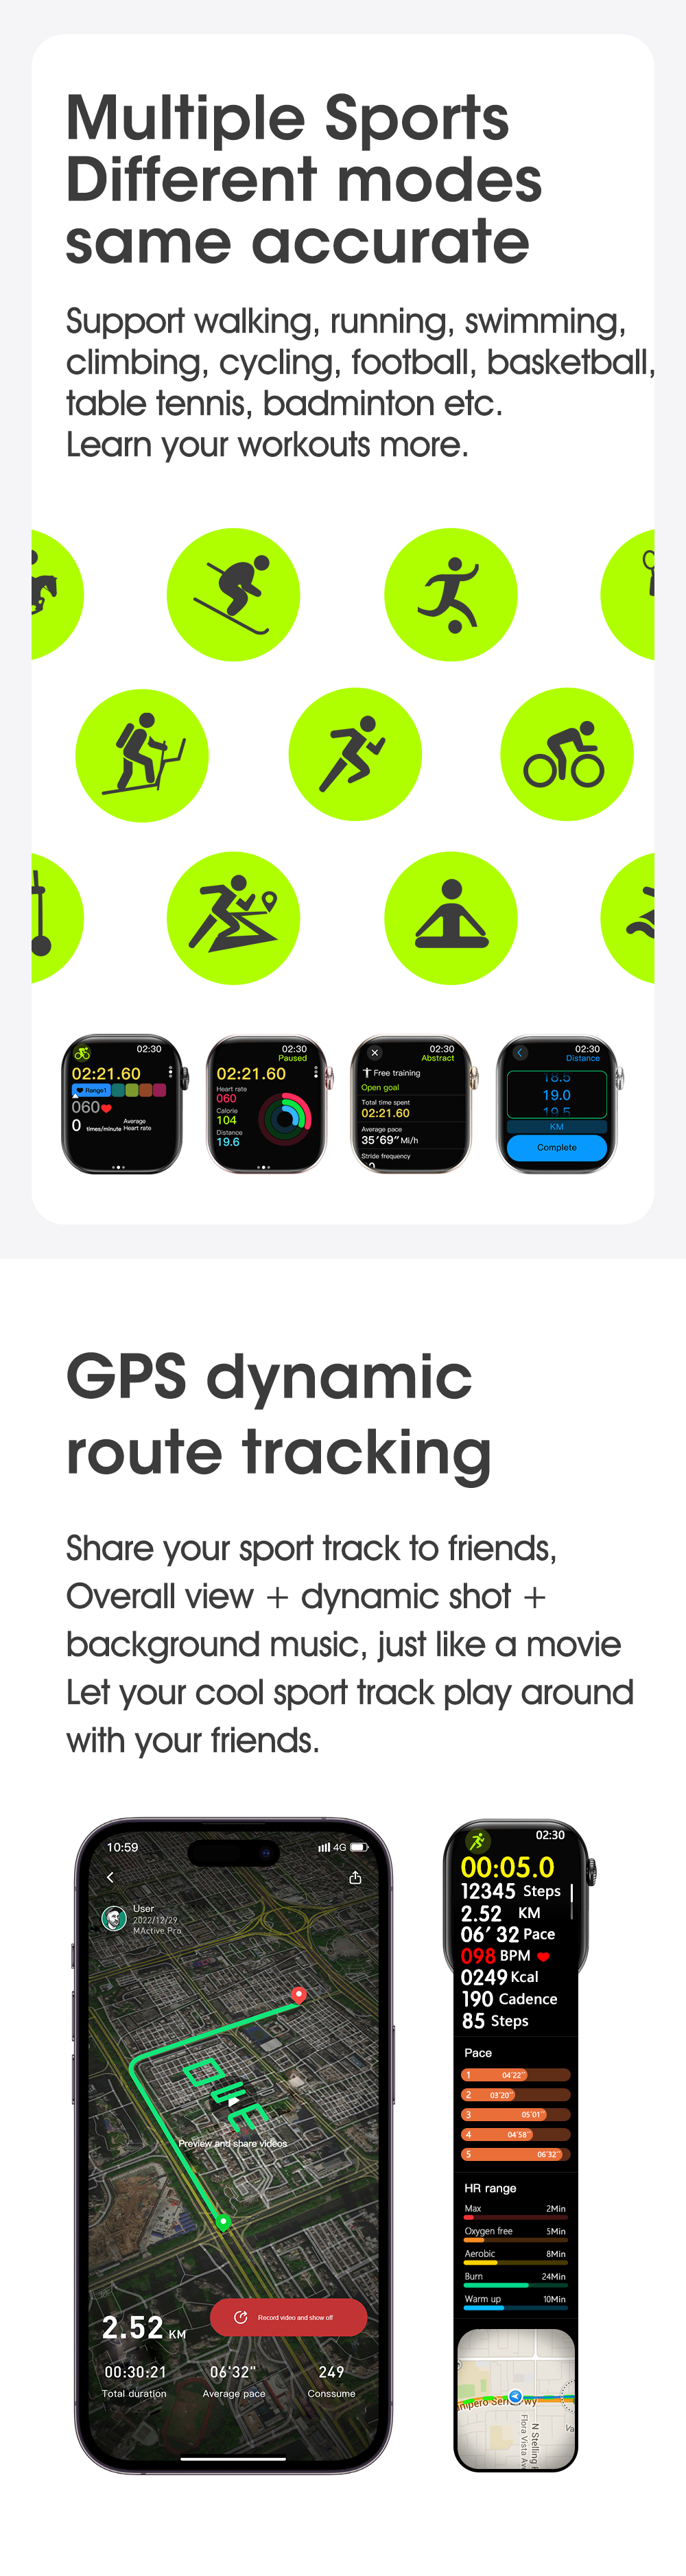 Multiple Sports
Different modes
same accurate
Support walking, running, swimming,
climbing, cycling, football, basketball,
table tennis, badminton etc.
Learn your workouts more.
02:30
02:21.60
Range1
060
0 times/minute Average Heart rate
02:30
Paused
02:21.60
Heart rate
060
Calorie
104
Distance
19.6
02:30
Abstract
Free training
Open goal
Total time spent
02:21.60
Average pace
35'69" Mi/h
Stride frequency
02:30
Distance
18.5
19.0
19.5
KM
Complete
GPS dynamic
route tracking
Share your sport track to friends,
Overall view + dynamic shot +
background music, just like a movie
Let your cool sport track play around
with your friends.
10:59
4G
User
2022/12/29
MActive Pro
Preview and share videos
2.52 KM
Record video and show off
00:30:21
06'32"
249
Total duration
Average pace
Conssume
02:30
00:05.0
12345 Steps
2.52 KM
06' 32 Pace
098 BPM
0249 Kcal
190 Cadence
85 Steps
Pace
1 04'22"
2 03'20"
3 05'01"
4 04'58"
5 06'32"
HR range
Max 2Min
Oxygen free 5Min
Aerobic 8Min
Burn 24Min
Warm up 10Min
N Stelling
Flora Vista Av
Va